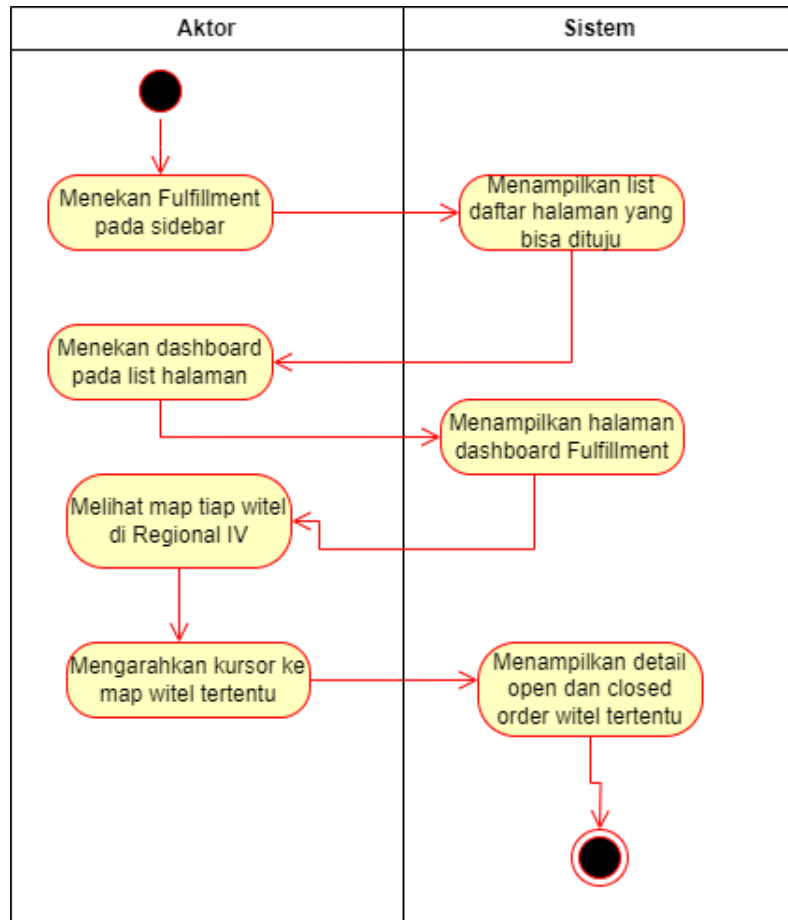 Aktor
Sistem
Menekan Fulfillment
pada sidebar
Menampilkan list
daftar halaman yang
bisa dituju
Menekan dashboard
pada list halaman
Menampilkan halaman
dashboard Fulfillment
Melihat map tiap witel
di Regional IV
Mengarahkan kursor ke
map witel tertentu
Menampilkan detail
open dan closed
order witel tertentu